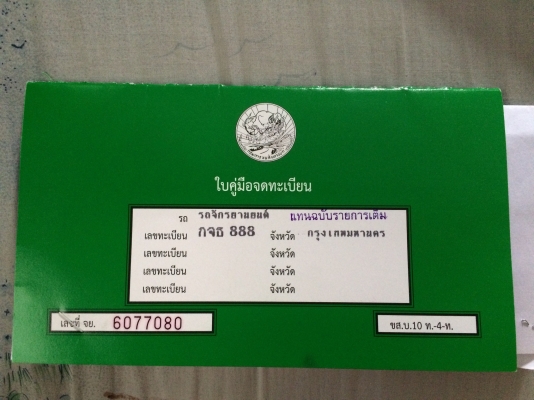 ใบคู่มือจดทะเบียน
รถ รถจักรยานยนต์ แทนฉบับรายการเต็ม
เลขทะเบียน กจธ 888 จังหวัด กรุงเทพมหานคร
เลขทะเบียน จังหวัด
เลขทะเบียน จังหวัด
เลขทะเบียน จังหวัด
เลขที่ จย. 6077080
ขส.บ.10 ท.-4-ท.